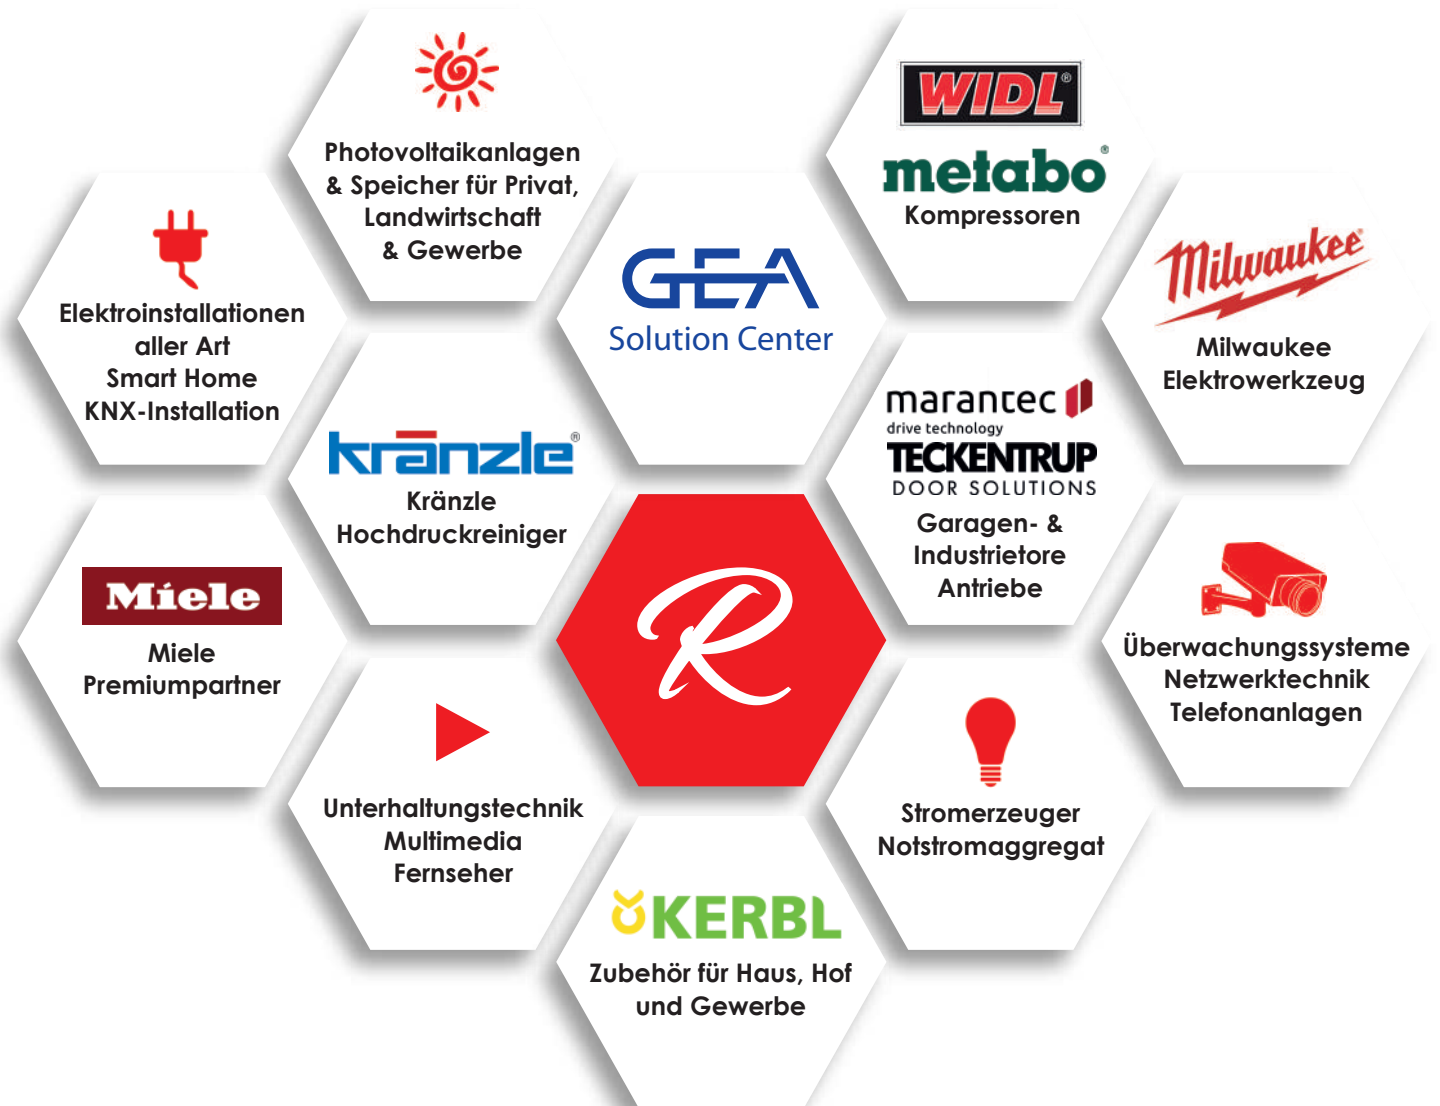 Photovoltaikanlagen
& Speicher für Privat,
Landwirtschaft
& Gewerbe
WIDL®
metabo®
Kompressoren
Elektroinstallationen
aller Art
Smart Home
KNX-Installation
GEA
Solution Center
Milwaukee®
Milwaukee
Elektrowerkzeug
kränzle®
Kränzle
Hochdruckreiniger
marantec
drive technology
TECKENTRUP
DOOR SOLUTIONS
Garagen- &
Industrietore
Antriebe
Miele
Miele
Premiumpartner
R
Überwachungssysteme
Netzwerktechnik
Telefonanlagen
Unterhaltungstechnik
Multimedia
Fernseher
Stromerzeuger
Notstromaggregat
KERBL
Zubehör für Haus, Hof
und Gewerbe